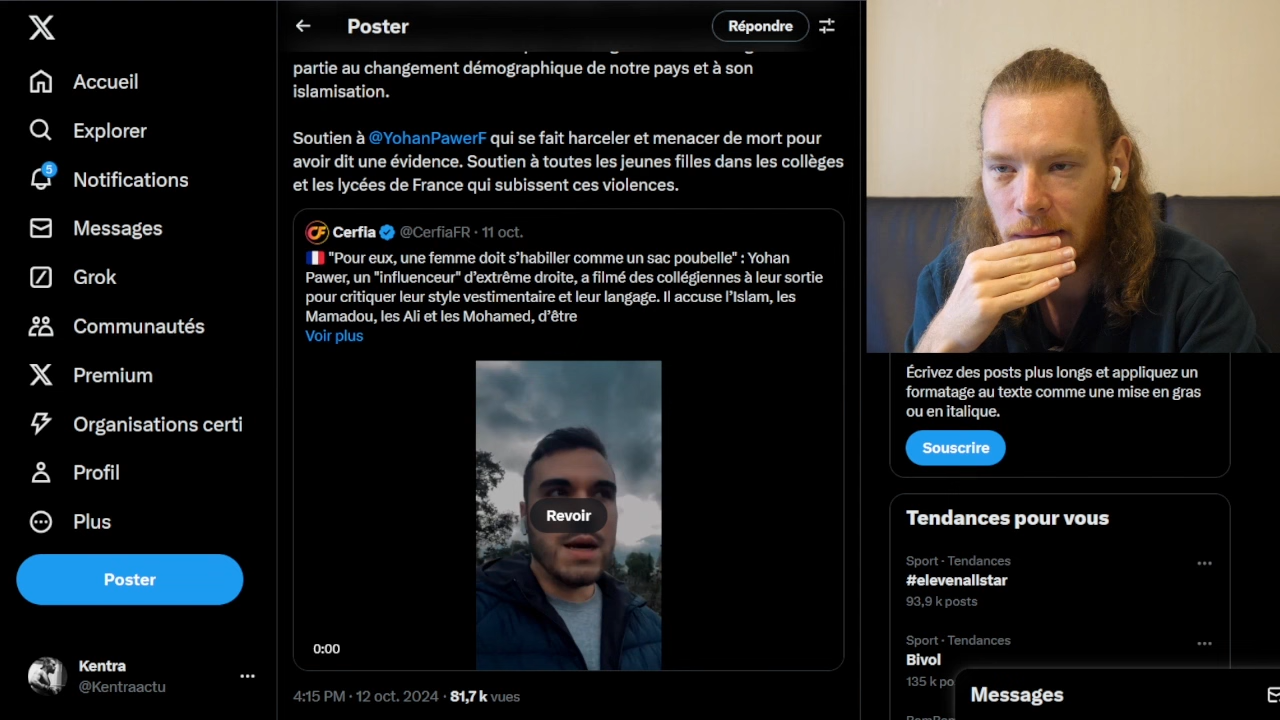 Accueil
Explorer
5
Notifications
Messages
Grok
Communautés
Premium
Organisations certi
Profil
Plus
Poster
Kentra
@Kentraactu
Poster
Répondre
partie au changement démographique de notre pays et à son
islamisation.
Soutien à @YohanPawerF qui se fait harceler et menacer de mort pour
avoir dit une évidence. Soutien à toutes les jeunes filles dans les collèges
et les lycées de France qui subissent ces violences.
Cerfia @CerfiaFR · 11 oct.
"Pour eux, une femme doit s’habiller comme un sac poubelle" : Yohan
Pawer, un "influenceur" d’extrême droite, a filmé des collégiennes à leur sortie
pour critiquer leur style vestimentaire et leur langage. Il accuse l’Islam, les
Mamadou, les Ali et les Mohamed, d’être
Voir plus
Revoir
0:00
4:15 PM · 12 oct. 2024 · 81,7 k vues
Écrivez des posts plus longs et appliquez un
formatage au texte comme une mise en gras
ou en italique.
Souscrire
Tendances pour vous
Sport · Tendances
#elevenallstar
93,9 k posts
Sport · Tendances
Bivol
135 k po
Messages